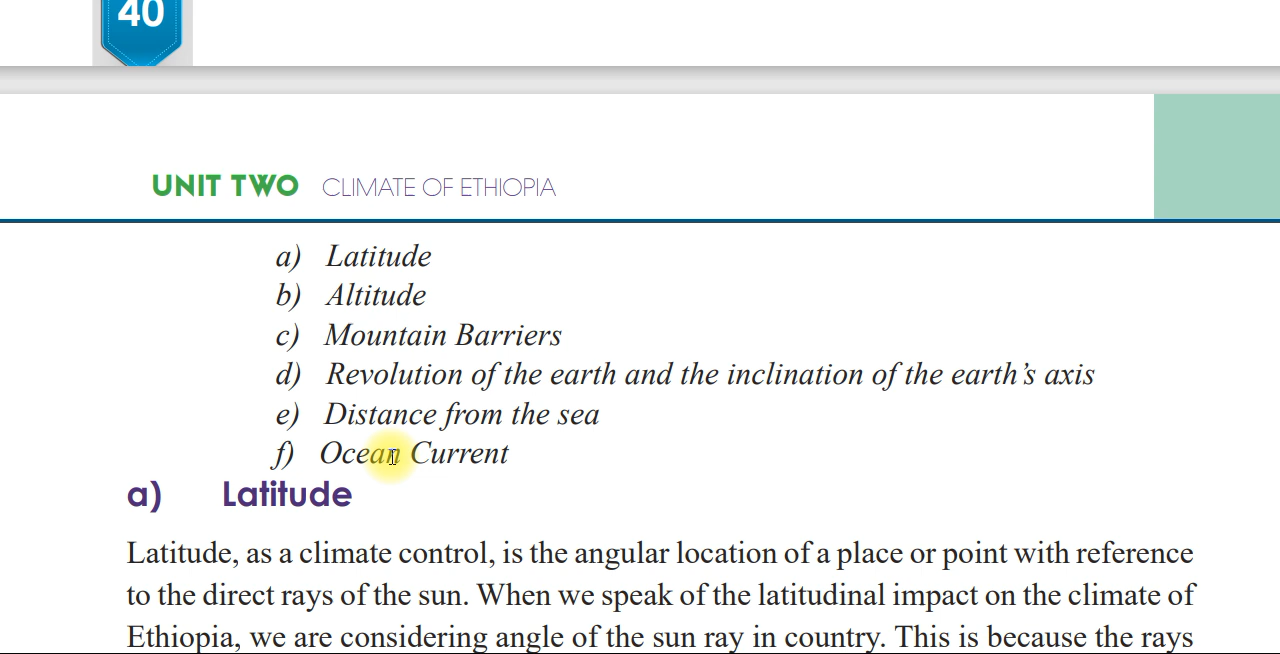 40
UNIT TWO CLIMATE OF ETHIOPIA
a) Latitude
b) Altitude
c) Mountain Barriers
d) Revolution of the earth and the inclination of the earth's axis
e) Distance from the sea
f) Ocean Current
a) Latitude
Latitude, as a climate control, is the angular location of a place or point with reference
to the direct rays of the sun. When we speak of the latitudinal impact on the climate of
Ethiopia, we are considering angle of the sun ray in country. This is because the rays